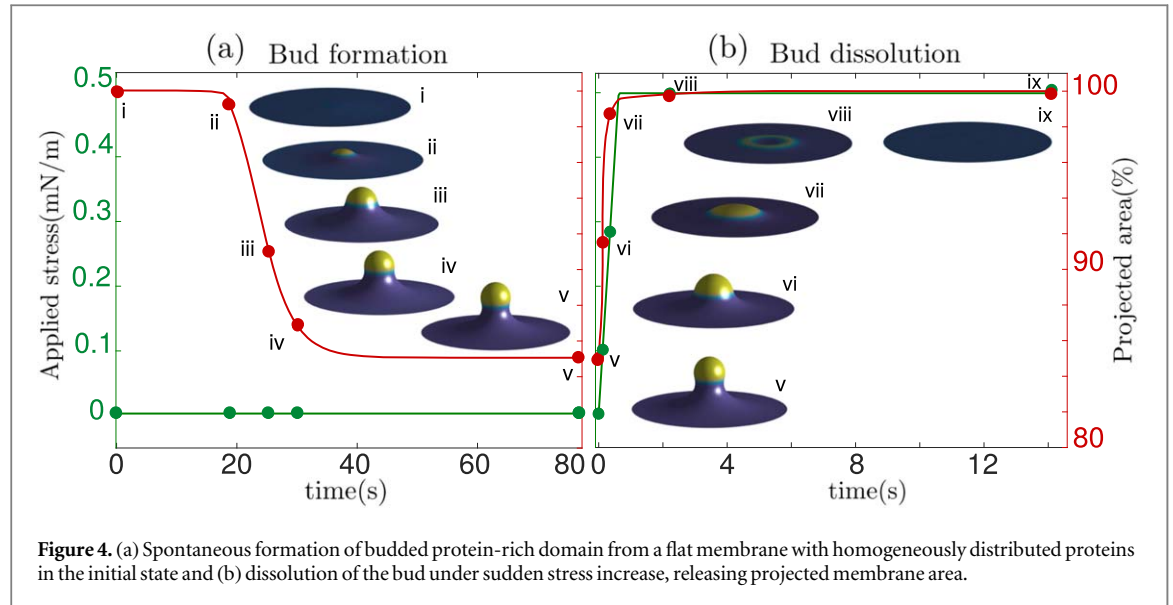 (a) Bud formation
(b) Bud dissolution
Applied stress(mN/m)
0.5
0.4
0.3
0.2
0.1
0
i
ii
iii
iv
v
i
ii
iii
iv
v
0 20 40 60 80
time(s)
v
vi
vii
viii
ix
viii
ix
vii
vi
v
0 4 8 12
time(s)
100
90
80
Projected area(%)
Figure 4. (a) Spontaneous formation of budded protein-rich domain from a flat membrane with homogeneously distributed proteins
in the initial state and (b) dissolution of the bud under sudden stress increase, releasing projected membrane area.